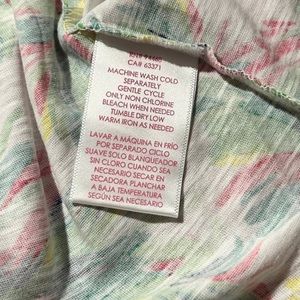 CA# 63371
MACHINE WASH COLD
SEPARATELY
GENTLE CYCLE
ONLY NON CHLORINE
BLEACH WHEN NEEDED
TUMBLE DRY LOW
WARM IRON AS NEEDED
LAVAR A MÁQUINA EN FRÍO
POR SEPARADO CICLO
SUAVE SOLO BLANQUEADOR
SIN CLORO CUANDO SEA
NECESARIO SECAR EN
SECADORA PLANCHAR
A BAJA TEMPERATURA
SEGÚN SEA NECESARIO